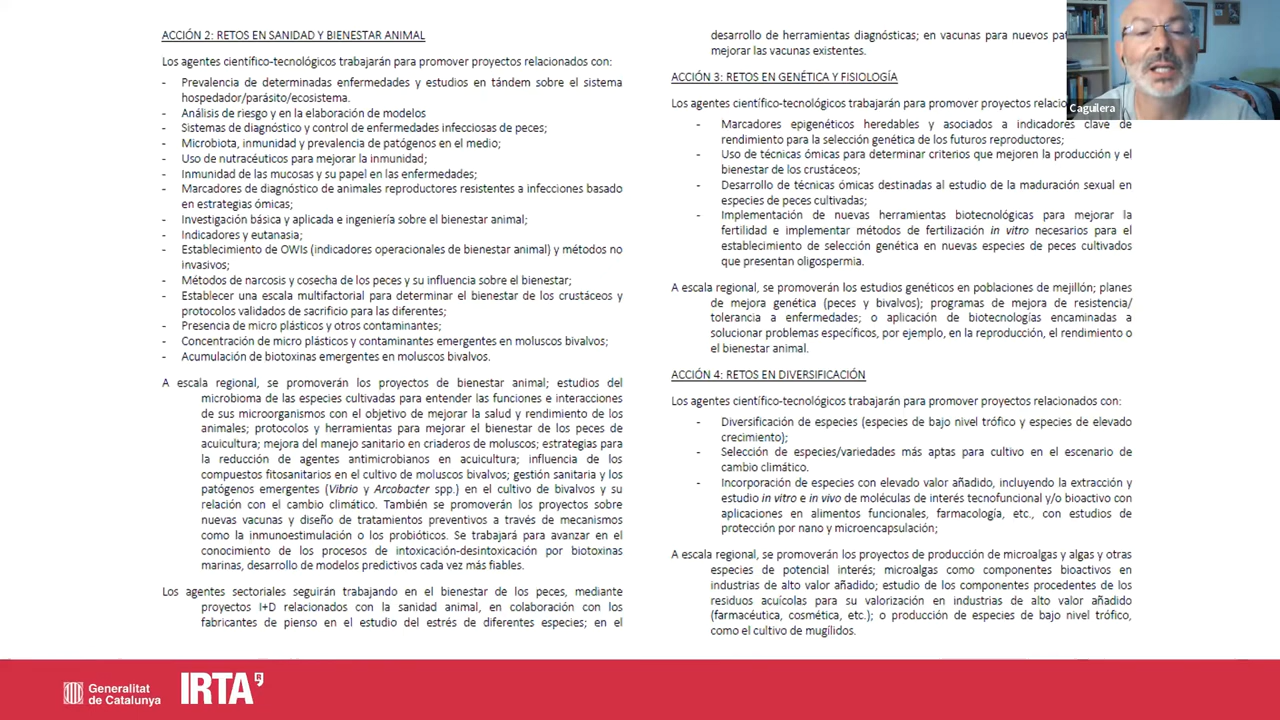 ACCIÓN 2: RETOS EN SANIDAD Y BIENESTAR ANIMAL
Los agentes científico-tecnológicos trabajarán para promover proyectos relacionados con:
- Prevalencia de determinadas enfermedades y estudios en tándem sobre el sistema
hospedador/parásito/ecosistema.
- Análisis de riesgo y en la elaboración de modelos
- Sistemas de diagnóstico y control de enfermedades infecciosas de peces;
- Microbiota, inmunidad y prevalencia de patógenos en el medio;
- Uso de nutracéuticos para mejorar la inmunidad;
- Inmunidad de las mucosas y su papel en las enfermedades;
- Marcadores de diagnóstico de animales reproductores resistentes a infecciones basado
en estrategias ómicas;
- Investigación básica y aplicada e ingeniería sobre el bienestar animal;
- Indicadores y eutanasia;
- Establecimiento de OWIs (indicadores operacionales de bienestar animal) y métodos no
invasivos;
- Métodos de narcosis y cosecha de los peces y su influencia sobre el bienestar;
- Establecer una escala multifactorial para determinar el bienestar de los crustáceos y
protocolos validados de sacrificio para las diferentes;
- Presencia de micro plásticos y otros contaminantes;
- Concentración de micro plásticos y contaminantes emergentes en moluscos bivalvos;
- Acumulación de biotoxinas emergentes en moluscos bivalvos.
A escala regional, se promoverán los proyectos de bienestar animal; estudios del
microbioma de las especies cultivadas para entender las funciones e interacciones
de sus microorganismos con el objetivo de mejorar la salud y rendimiento de los
animales; protocolos y herramientas para mejorar el bienestar de los peces de
acuicultura; mejora del manejo sanitario en criaderos de moluscos; estrategias para
la reducción de agentes antimicrobianos en acuicultura; influencia de los
compuestos fitosanitarios en el cultivo de moluscos bivalvos; gestión sanitaria y los
patógenos emergentes (Vibrio y Arcobacter spp.) en el cultivo de bivalvos y su
relación con el cambio climático. También se promoverán los proyectos sobre
nuevas vacunas y diseño de tratamientos preventivos a través de mecanismos
como la inmunoestimulación o los probióticos. Se trabajará para avanzar en el
conocimiento de los procesos de intoxicación-desintoxicación por biotoxinas
marinas, desarrollo de modelos predictivos cada vez más fiables.
Los agentes sectoriales seguirán trabajando en el bienestar de los peces, mediante
proyectos I+D relacionados con la sanidad animal, en colaboración con los
fabricantes de pienso en el estudio del estrés de diferentes especies; en el
desarrollo de herramientas diagnósticas; en vacunas para nuevos
mejorar las vacunas existentes.
ACCIÓN 3: RETOS EN GENÉTICA Y FISIOLOGÍA
Los agentes científico-tecnológicos trabajarán para promover proyectos
- Marcadores epigenéticos heredables y asociados a indicadores clave de
rendimiento para la selección genética de los futuros reproductores;
- Uso de técnicas ómicas para determinar criterios que mejoren la producción y el
bienestar de los crustáceos;
- Desarrollo de técnicas ómicas destinadas al estudio de la maduración sexual en
especies de peces cultivadas;
- Implementación de nuevas herramientas biotecnológicas para mejorar la
fertilidad e implementar métodos de fertilización in vitro necesarios para el
establecimiento de selección genética en nuevas especies de peces cultivados
que presentan oligospermia.
A escala regional, se promoverán los estudios genéticos en poblaciones de mejillón; planes
de mejora genética (peces y bivalvos); programas de mejora de resistencia/
tolerancia a enfermedades; o aplicación de biotecnologías encaminadas a
solucionar problemas específicos, por ejemplo, en la reproducción, el rendimiento o
el bienestar animal.
ACCIÓN 4: RETOS EN DIVERSIFICACIÓN
Los agentes científico-tecnológicos trabajarán para promover proyectos relacionados con:
- Diversificación de especies (especies de bajo nivel trófico y especies de elevado
crecimiento);
- Selección de especies/variedades más aptas para cultivo en el escenario de
cambio climático.
- Incorporación de especies con elevado valor añadido, incluyendo la extracción y
estudio in vitro e in vivo de moléculas de interés tecnofuncional y/o bioactivo con
aplicaciones en alimentos funcionales, farmacología, etc., con estudios de
protección por nano y microencapsulación;
A escala regional, se promoverán los proyectos de producción de microalgas y algas y otras
especies de potencial interés; microalgas como componentes bioactivos en
industrias de alto valor añadido; estudio de los componentes procedentes de los
residuos acuícolas para su valorización en industrias de alto valor añadido
(farmacéutica, cosmética, etc.); o producción de especies de bajo nivel trófico,
como el cultivo de mugílidos.
Caguilera
Generalitat
de Catalunya
IRTA